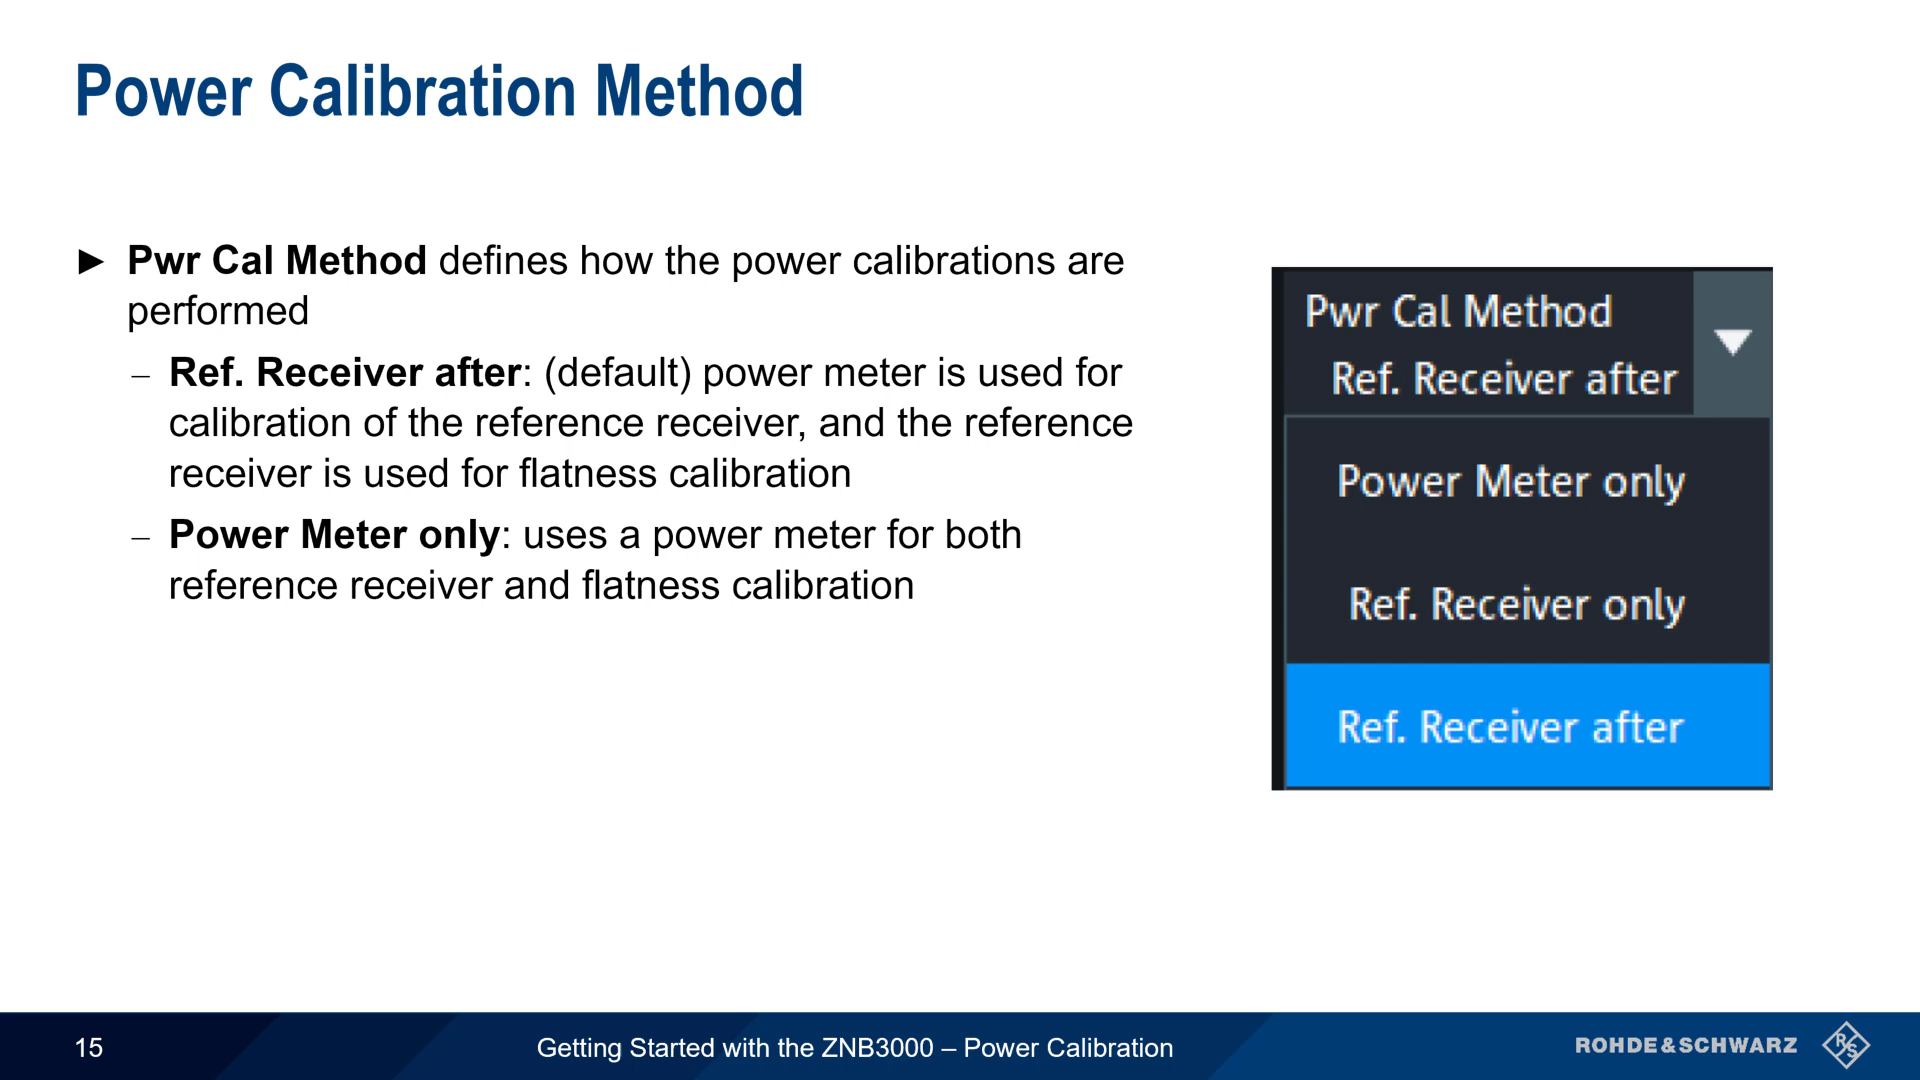 Power Calibration Method
► Pwr Cal Method defines how the power calibrations are
performed
– Ref. Receiver after: (default) power meter is used for
calibration of the reference receiver, and the reference
receiver is used for flatness calibration
– Power Meter only: uses a power meter for both
reference receiver and flatness calibration
Pwr Cal Method
Ref. Receiver after
Power Meter only
Ref. Receiver only
Ref. Receiver after
15
Getting Started with the ZNB3000 – Power Calibration
ROHDE&SCHWARZ
R&S